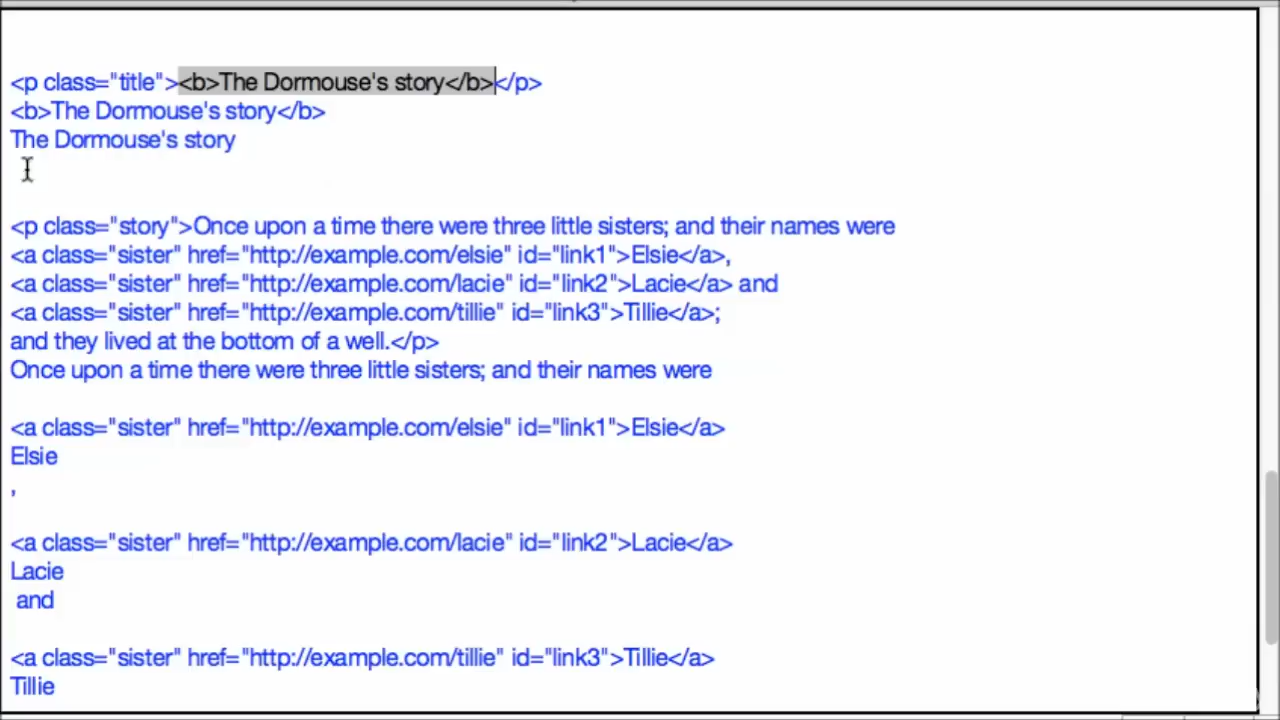 <p class="title"><b>The Dormouse's story</b></p>
<b>The Dormouse's story</b>
The Dormouse's story
<p class="story">Once upon a time there were three little sisters; and their names were
<a class="sister" href="http://example.com/elsie" id="link1">Elsie</a>,
<a class="sister" href="http://example.com/lacie" id="link2">Lacie</a> and
<a class="sister" href="http://example.com/tillie" id="link3">Tillie</a>;
and they lived at the bottom of a well.</p>
Once upon a time there were three little sisters; and their names were
<a class="sister" href="http://example.com/elsie" id="link1">Elsie</a>
Elsie
,
<a class="sister" href="http://example.com/lacie" id="link2">Lacie</a>
Lacie
and
<a class="sister" href="http://example.com/tillie" id="link3">Tillie</a>
Tillie